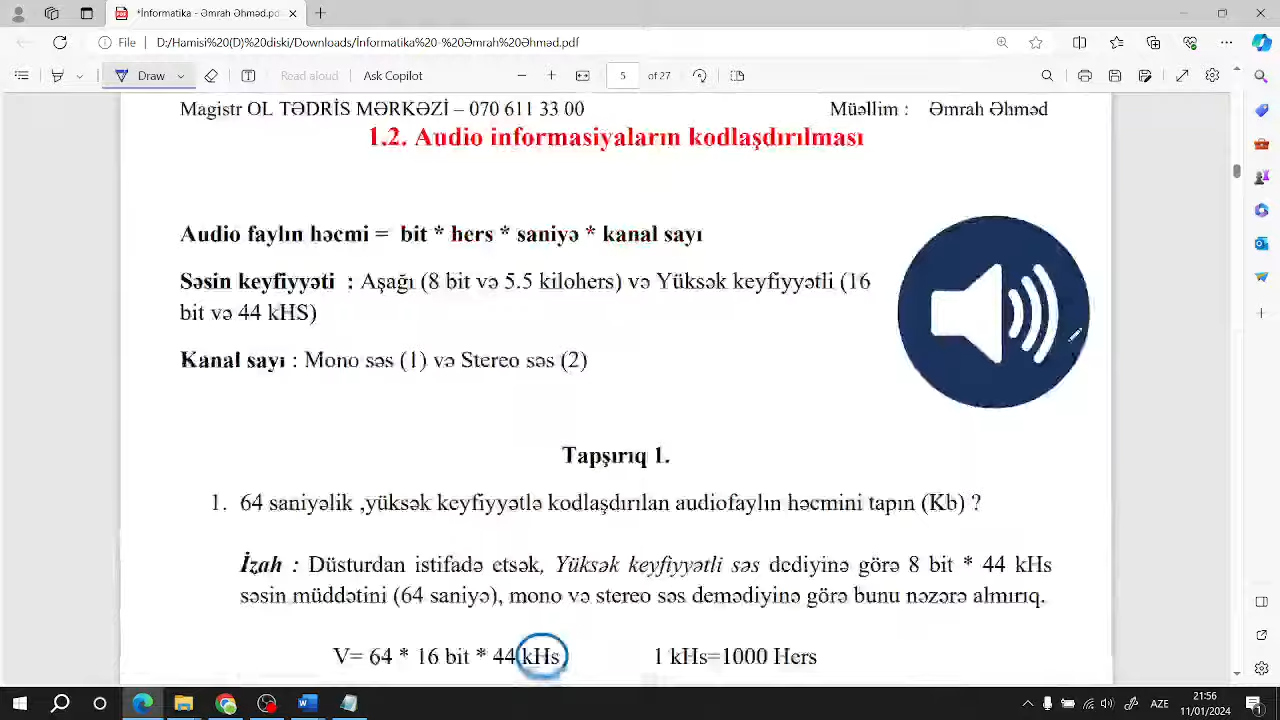 *İnformatika - Əmrah Əhməd.pd
File D:/Hamisi%20(D)%20diski/Downloads/İnformatika%20-%20Əmrah%20Əhməd.pdf
Draw Read aloud Ask Copilot 5 of 27
Magistr OL TƏDRİS MƏRKƏZİ – 070 611 33 00 Müəllim : Əmrah Əhməd
1.2. Audio informasiyaların kodlaşdırılması
Audio faylın həcmi = bit * hers * saniyə * kanal sayı
Səsin keyfiyyəti : Aşağı (8 bit və 5.5 kilohers) və Yüksək keyfiyyətli (16
bit və 44 kHS)
Kanal sayı : Mono səs (1) və Stereo səs (2)
Tapşırıq 1.
1. 64 saniyəlik ,yüksək keyfiyyətlə kodlaşdırılan audiofaylın həcmini tapın (Kb) ?
İzah : Düsturdan istifadə etsək, Yüksək keyfiyyətli səs dediyinə görə 8 bit * 44 kHs
səsin müddətini (64 saniyə), mono və stereo səs demədiyinə görə bunu nəzərə almırıq.
V= 64 * 16 bit * 44 kHs 1 kHs=1000 Hers
AZE
21:56
11/01/2024